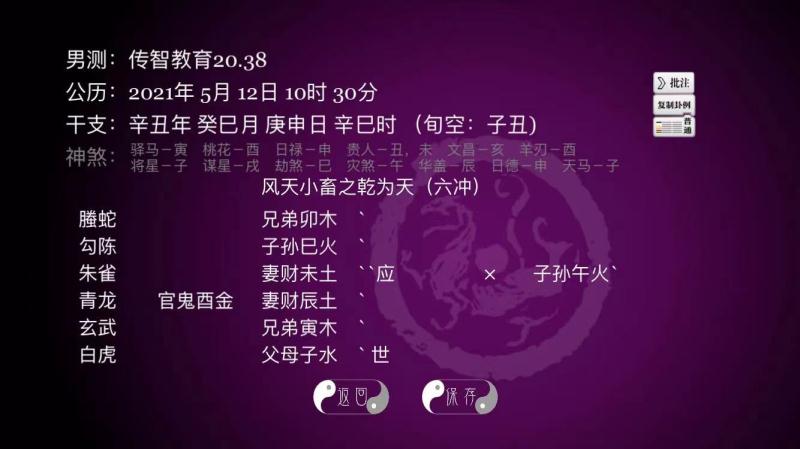 男测：传智教育20.38
公历：2021年 5月 12日 10时 30分
干支：辛丑年 癸巳月 庚申日 辛巳时 （旬空：子丑）
神煞：驿马－寅 桃花－酉 日禄－申 贵人－丑，未 文昌－亥 羊刃－酉
将星－子 谋星－戌 劫煞－巳 灾煞－午 华盖－辰 日德－申 天马－子
批注
复制卦例
普通
风天小畜之乾为天（六冲）
螣蛇 兄弟卯木 `
勾陈 子孙巳火 `
朱雀 妻财未土 ``应 × 子孙午火`
青龙 官鬼酉金 妻财辰土 `
玄武 兄弟寅木 `
白虎 父母子水 `世
返回 保存